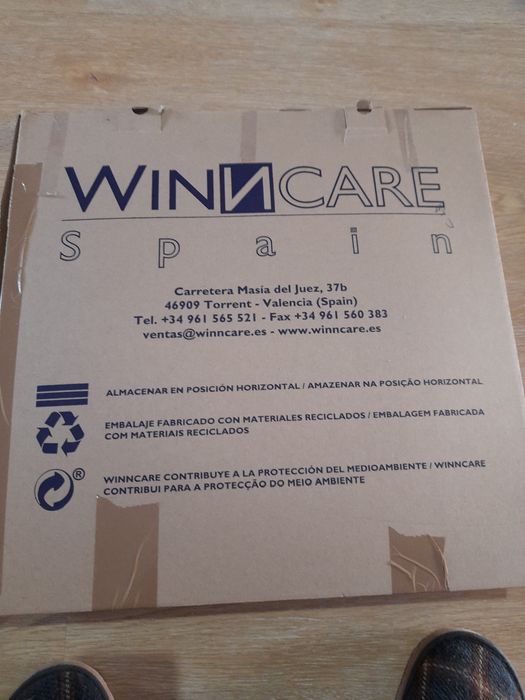 WINNCARE
Spain
Carretera Masía del Juez, 37b
46909 Torrent - Valencia (Spain)
Tel. +34 961 565 521 - Fax +34 961 560 383
ventas@winncare.es - www.winncare.es
ALMACENAR EN POSICIÓN HORIZONTAL / AMAZENAR NA POSIÇÃO HORIZONTAL
EMBALAJE FABRICADO CON MATERIALES RECICLADOS / EMBALAGEM FABRICADA
COM MATERIAIS RECICLADOS
®
WINNCARE CONTRIBUYE A LA PROTECCIÓN DEL MEDIOAMBIENTE / WINNCARE
CONTRIBUI PARA A PROTECÇÃO DO MEIO AMBIENTE